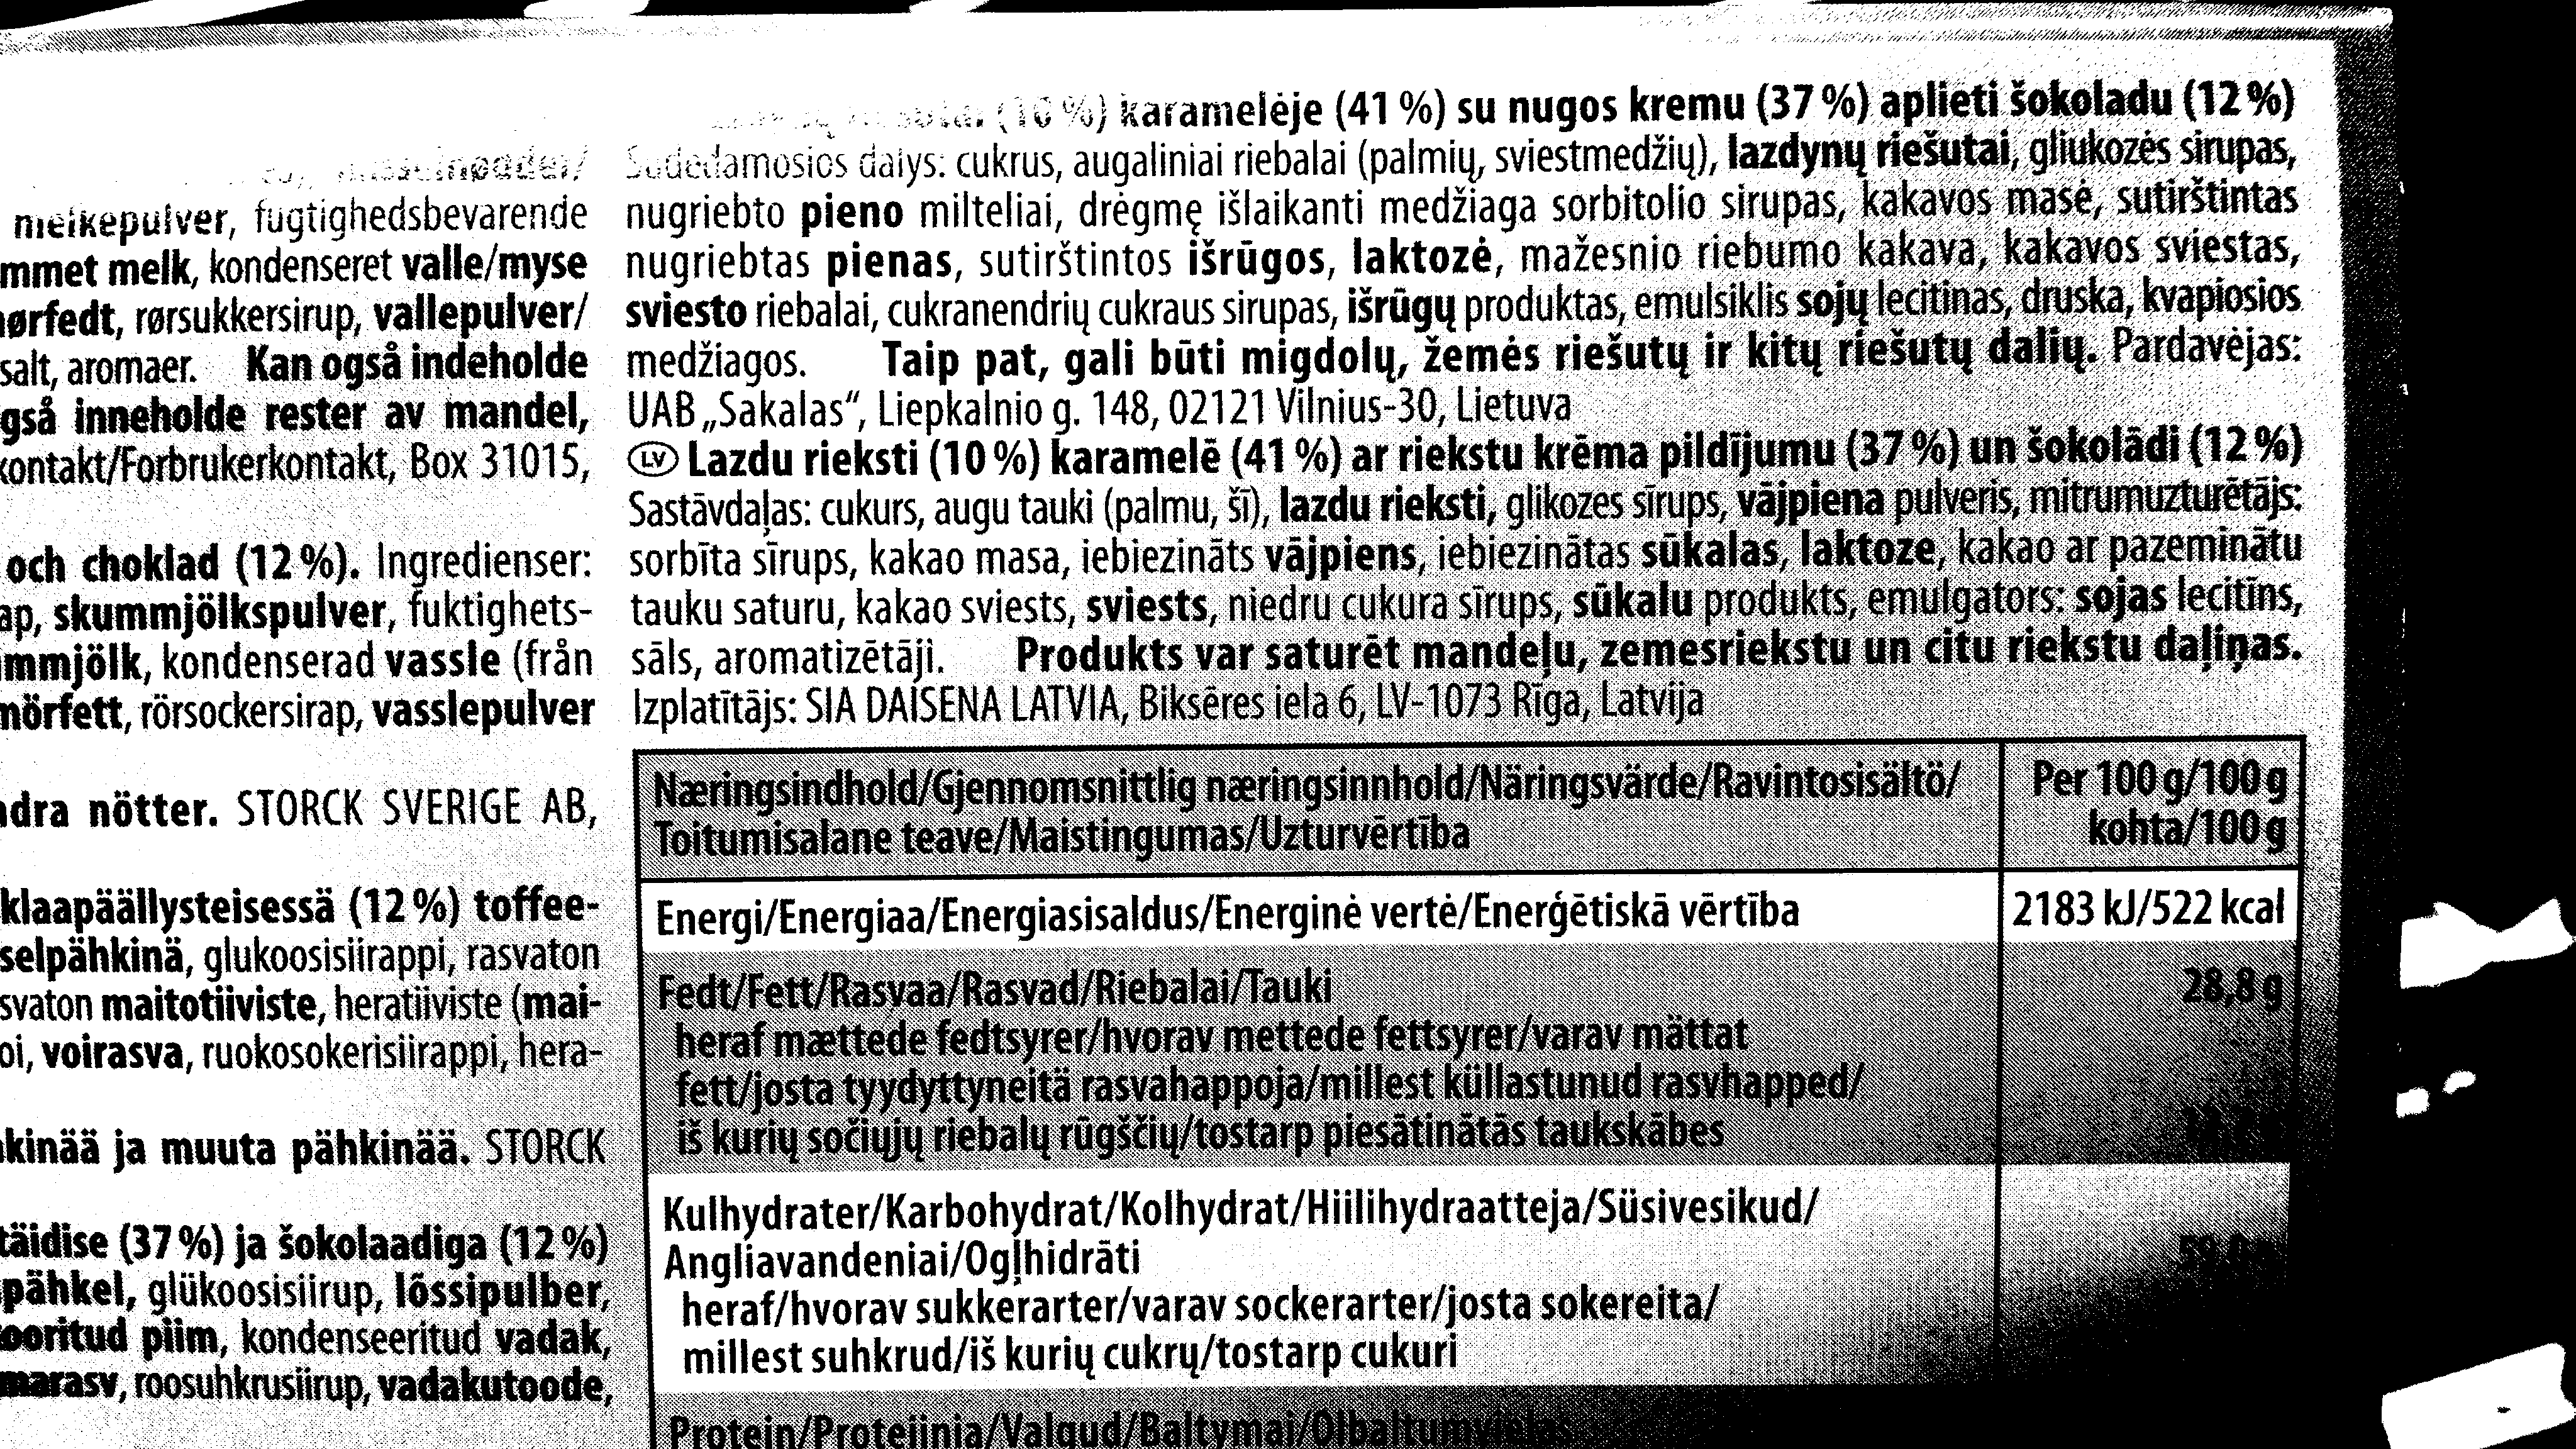 melkepulver, fugtighedsbevarende
mmet melk, kondenseret valle/myse
ørfedt, rørsukkersirup, vallepulver/
salt, aromaer. Kan også indeholde
gså inneholde rester av mandel,
kontakt/Forbrukerkontakt, Box 31015,
och choklad (12 %). Ingredienser:
ap, skummjölkspulver, fuktighets-
mmjölk, kondenserad vassle (från
mörfett, rörsockersirap, vasslepulver
dra nötter. STORCK SVERIGE AB,
klaapäällysteisessä (12 %) toffee-
selpähkinä, glukoosisiirappi, rasvaton
svaton maitotiiviste, heratiiviste (mai-
oi, voirasva, ruokosokerisiirappi, hera-
kinää ja muuta pähkinää. STORCK
täidise (37 %) ja šokolaadiga (12 %)
pähkel, glükoosisiirup, lõssipulber,
ooritud piim, kondenseeritud vadak,
marasv, roosuhkrusiirup, vadakutoode,
(10 %) karamelėje (41 %) su nugos kremu (37 %) aplieti šokoladu (12 %)
Sudedamosios dalys: cukrus, augaliniai riebalai (palmių, sviestmedžių), lazdynų riešutai, gliukozės sirupas,
nugriebto pieno milteliai, drėgmę išlaikanti medžiaga sorbitolio sirupas, kakavos masė, sutirštintas
nugriebtas pienas, sutirštintos išrūgos, laktozė, mažesnio riebumo kakava, kakavos sviestas,
sviesto riebalai, cukranendrių cukraus sirupas, išrūgų produktas, emulsiklis sojų lecitinas, druska, kvapiosios
medžiagos. Taip pat, gali būti migdolų, žemės riešutų ir kitų riešutų dalių. Pardavėjas:
UAB „Sakalas“, Liepkalnio g. 148, 02121 Vilnius-30, Lietuva
LV Lazdu rieksti (10 %) karamelē (41 %) ar riekstu krēma pildījumu (37 %) un šokolādi (12 %)
Sastāvdaļas: cukurs, augu tauki (palmu, šī), lazdu rieksti, glikozes sīrups, vājpiena pulveris, mitrumuzturētājs:
sorbīta sīrups, kakao masa, iebiezināts vājpiens, iebiezinātas sūkalas, laktoze, kakao ar pazeminātu
tauku saturu, kakao sviests, sviests, niedru cukura sīrups, sūkalu produkts, emulgators: sojas lecitīns,
sāls, aromatizētāji. Produkts var saturēt mandeļu, zemesriekstu un citu riekstu daļiņas.
Izplatītājs: SIA DAISENA LATVIA, Biksēres iela 6, LV-1073 Rīga, Latvija
Næringsindhold/Gjennomsnittlig næringsinnhold/Näringsvärde/Ravintosisältö/ Per 100 g/100 g
Toitumisalane teave/Maistingumas/Uzturvērtība kohta/100 g
Energi/Energiaa/Energiasisaldus/Energinė vertė/Enerģētiskā vērtība 2183 kJ/522 kcal
Fedt/Fett/Rasvaa/Rasvad/Riebalai/Tauki 28,8 g
heraf mættede fedtsyrer/hvorav mettede fettsyrer/varav mättat
fett/josta tyydyttyneitä rasvahappoja/millest küllastunud rasvhapped/
iš kurių sočiųjų riebalų rūgščių/tostarp piesātinātās taukskābes
Kulhydrater/Karbohydrat/Kolhydrat/Hiilihydraatteja/Süsivesikud/
Angliavandeniai/Ogļhidrāti
heraf/hvorav sukkerarter/varav sockerarter/josta sokereita/
millest suhkrud/iš kurių cukrų/tostarp cukuri
Protein/Proteiinia/Valgud/Baltymai/Olbaltumvielas